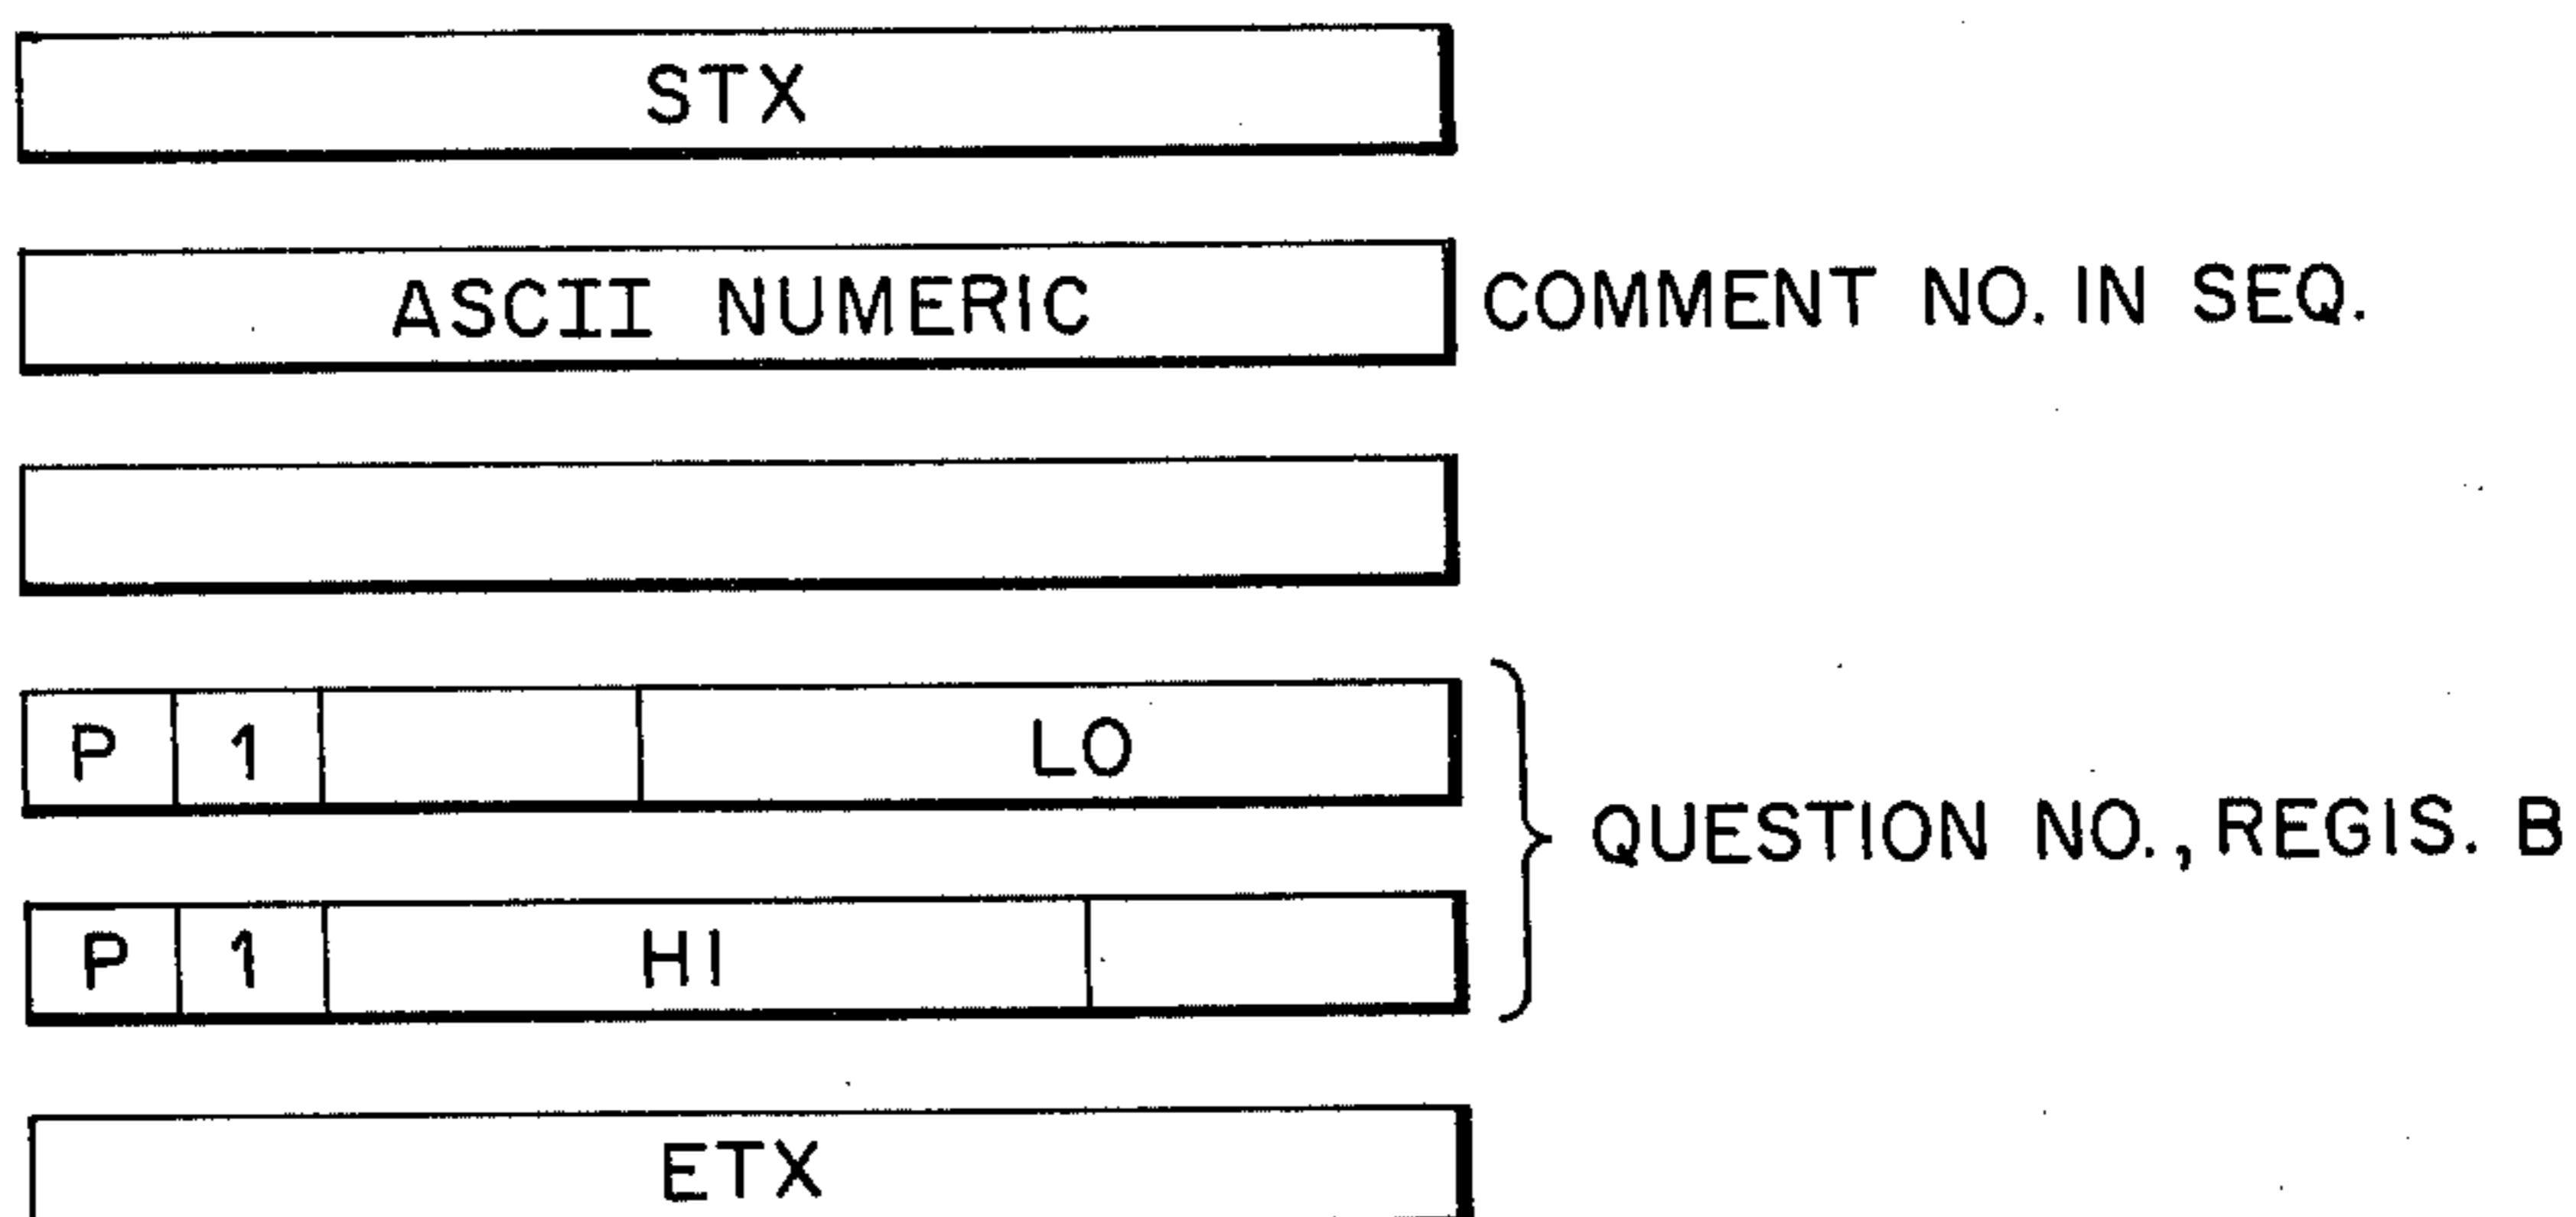 STX
ASCII NUMERIC COMMENT NO. IN SEQ.
P 1 LO
QUESTION NO., REGIS. B
P 1 HI
ETX